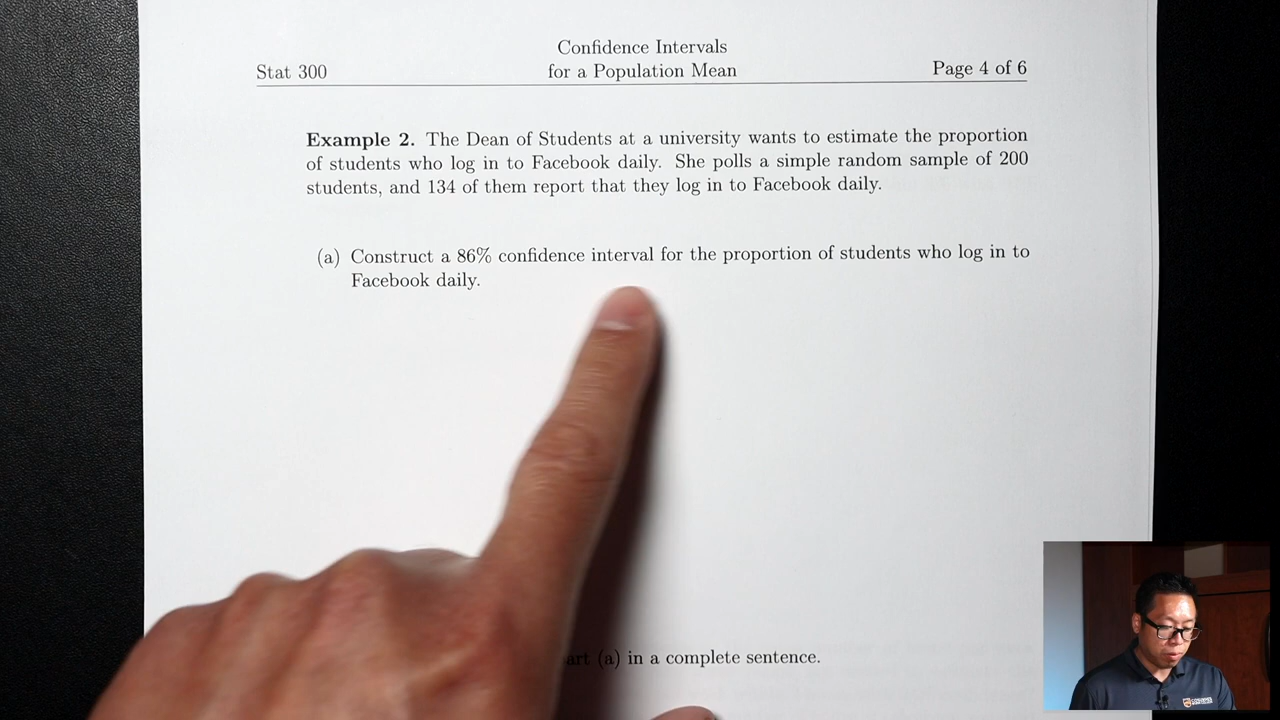 Confidence Intervals
Stat 300 for a Population Mean Page 4 of 6
Example 2. The Dean of Students at a university wants to estimate the proportion
of students who log in to Facebook daily. She polls a simple random sample of 200
students, and 134 of them report that they log in to Facebook daily.
(a) Construct a 86% confidence interval for the proportion of students who log in to
Facebook daily.
(a) in a complete sentence.